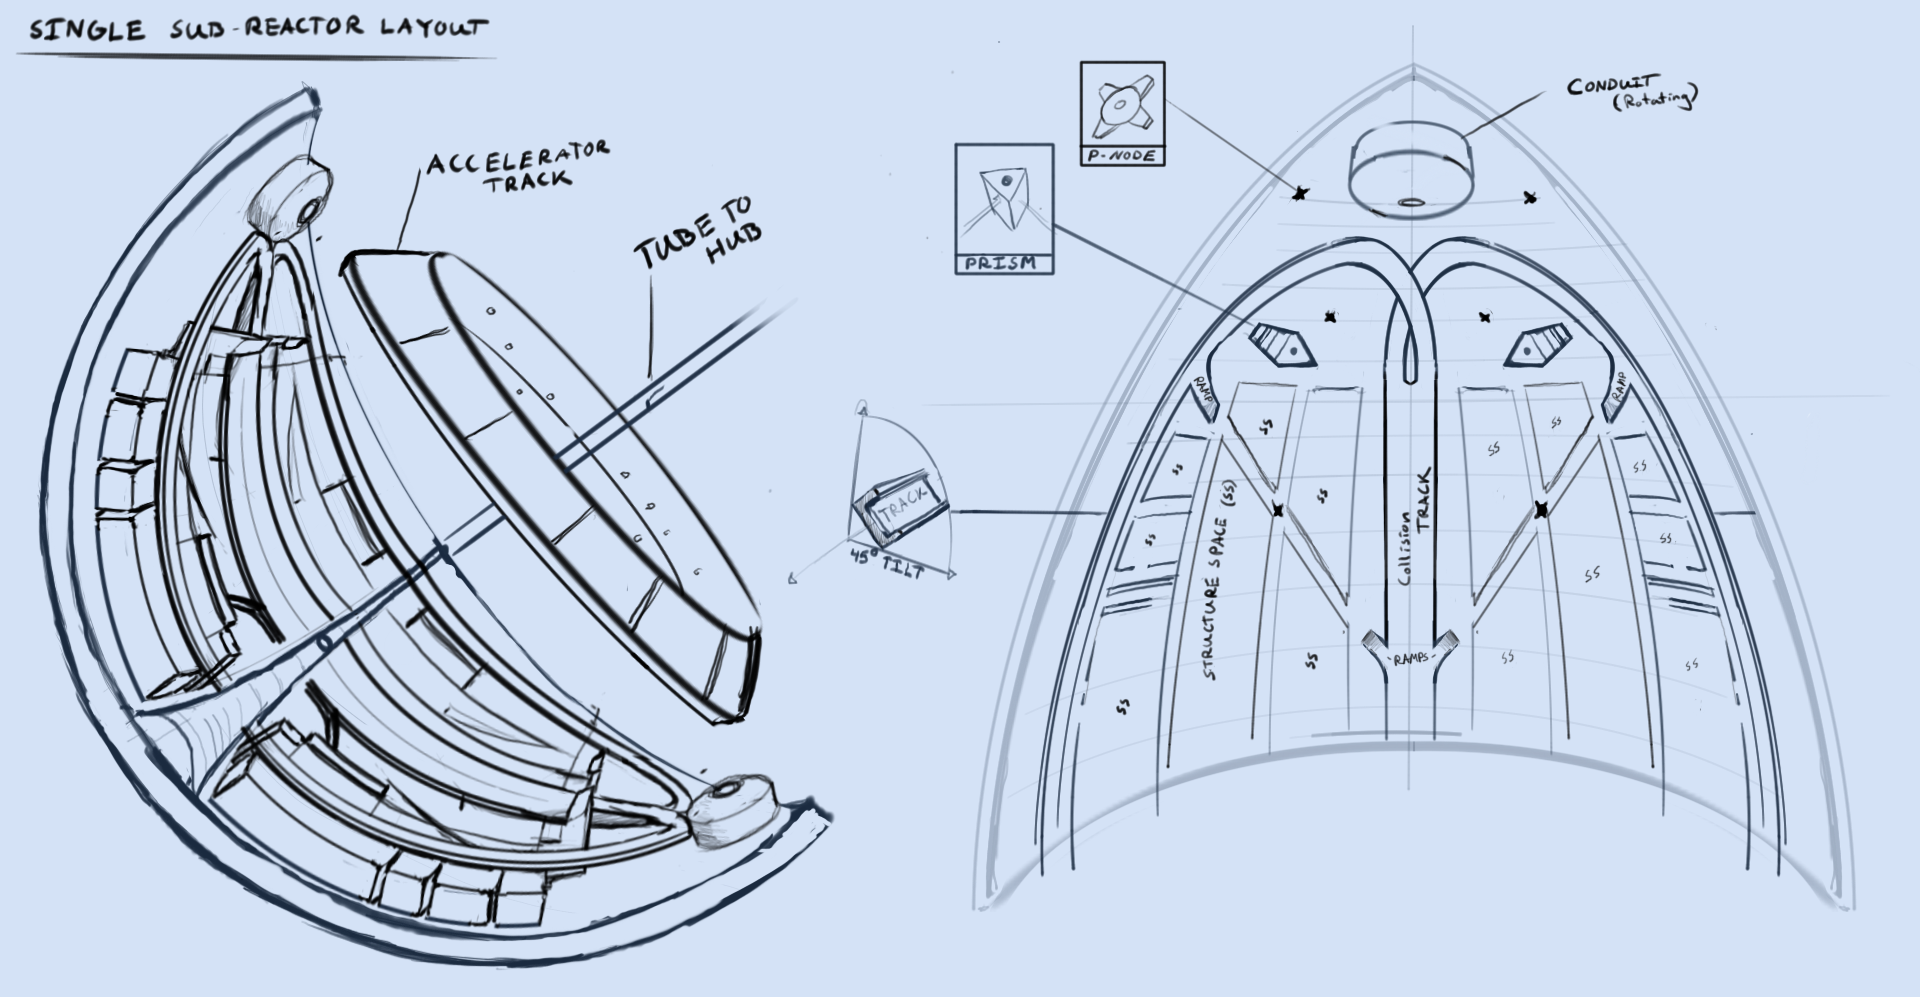 SINGLE SUB-REACTOR LAYOUT
ACCELERATOR
TRACK
TUBE TO
HUB
P-NODE
PRISM
CONDUIT
(Rotating)
RAMP
RAMP
TRACK
45° TILT
STRUCTURE SPACE (SS)
Collision
TRACK
-RAMPS-
SS
SS
SS
SS
SS
SS
SS
SS
SS
SS
SS
SS
SS